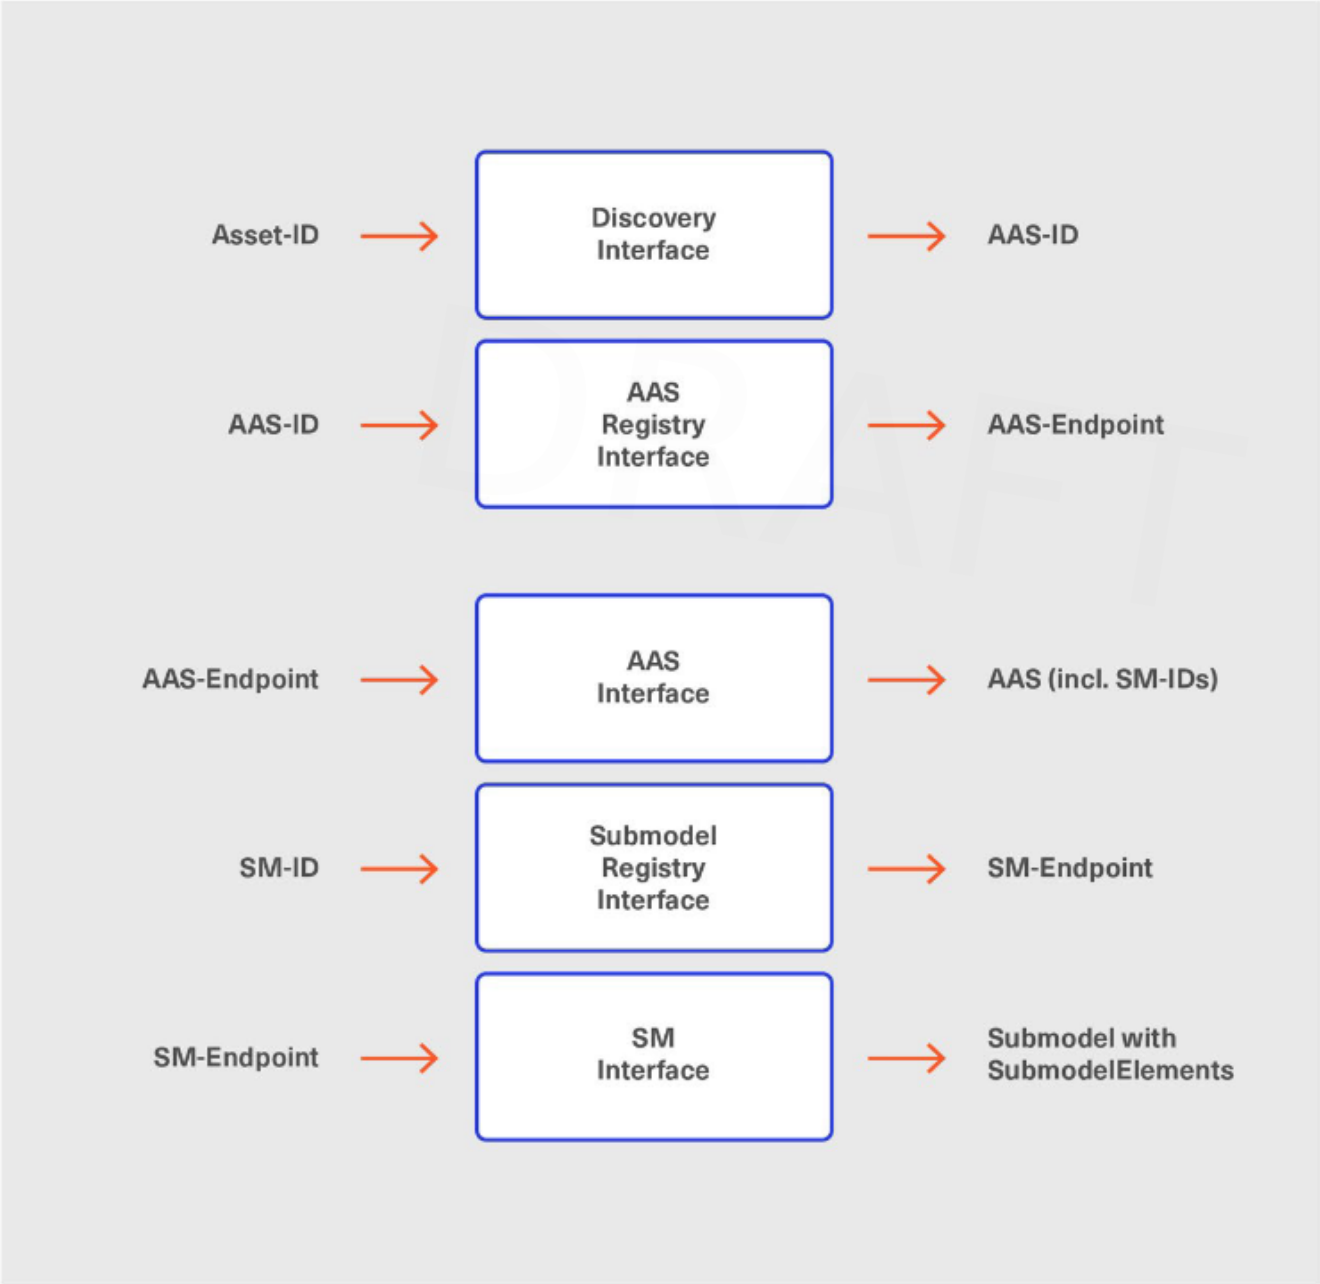 Discovery
Interface
Asset-ID
AAS-ID
AAS
Registry
Interface
AAS-ID
AAS-Endpoint
DRAFT
AAS
Interface
AAS-Endpoint
AAS (incl. SM-IDs)
Submodel
Registry
Interface
SM-ID
SM-Endpoint
SM
Interface
SM-Endpoint
Submodel with
SubmodelElements